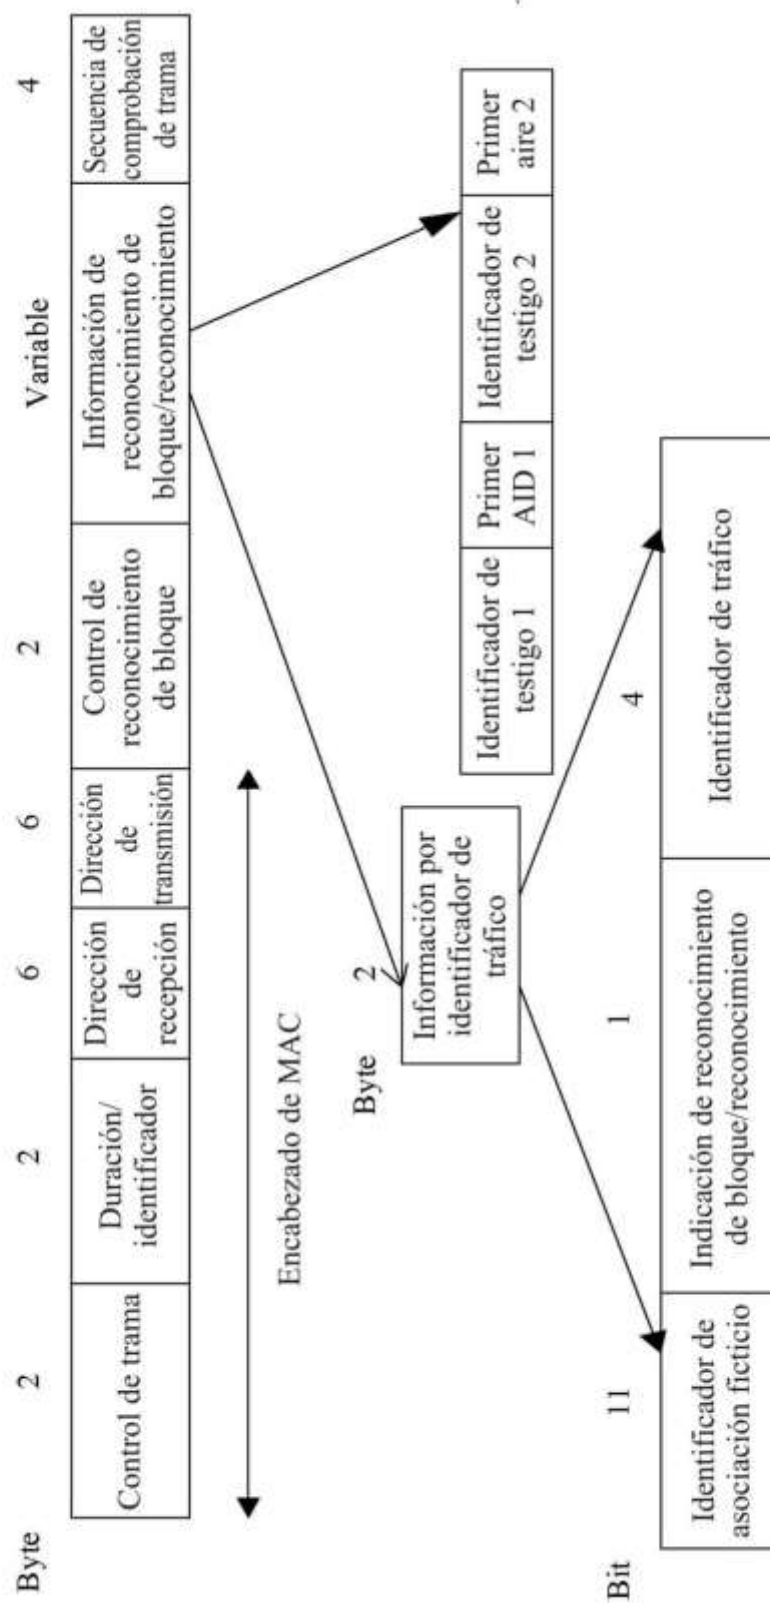 Byte
2
2
6
6
2
Variable
4
Control de trama
Duración/
identificador
Dirección
de
recepción
Dirección
de
transmisión
Control de
reconocimiento
de bloque
Información de
reconocimiento de
bloque/reconocimiento
Secuencia de
comprobación
de trama
Encabezado de MAC
Byte
2
Información por
identificador de
tráfico
Identificador de
testigo 1
Primer
AID 1
Identificador de
testigo 2
Primer
aire 2
Bit
11
1
4
Identificador de
asociación ficticio
Indicación de reconocimiento
de bloque/reconocimiento
Identificador de tráfico